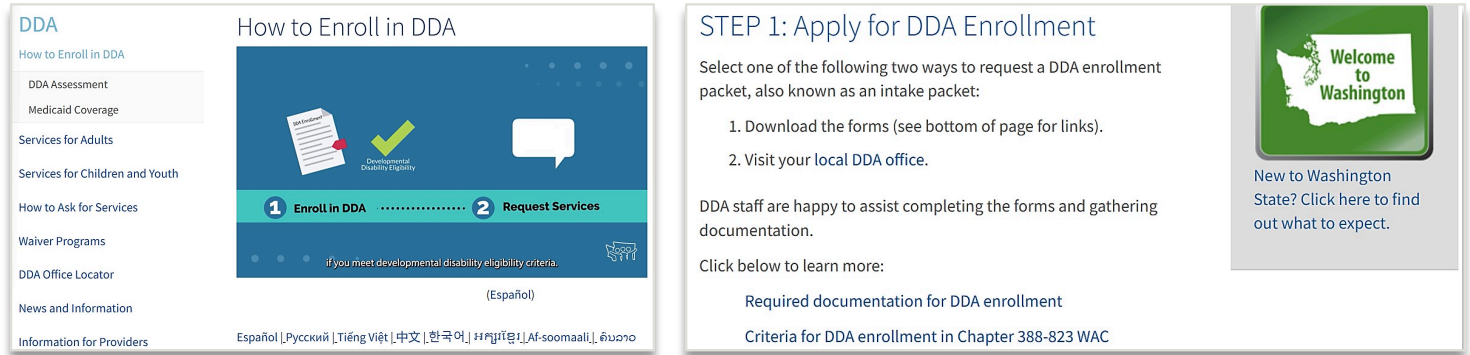 DDA
How to Enroll in DDA
DDA Assessment
Medicaid Coverage
Services for Adults
Services for Children and Youth
How to Ask for Services
Waiver Programs
DDA Office Locator
News and Information
Information for Providers
How to Enroll in DDA
DDA Enrollment
Developmental
Disability Eligibility
1 Enroll in DDA 2 Request Services
if you meet developmental disability eligibility criteria.
(Español)
Español | Русский | Tiếng Việt | 中文 | 한국어 | អក្សរខ្មែរ | Af-soomaali |
STEP 1: Apply for DDA Enrollment
Select one of the following two ways to request a DDA enrollment
packet, also known as an intake packet:
1. Download the forms (see bottom of page for links).
2. Visit your local DDA office.
DDA staff are happy to assist completing the forms and gathering
documentation.
Click below to learn more:
Required documentation for DDA enrollment
Criteria for DDA enrollment in Chapter 388-823 WAC
Welcome
to
Washington
New to Washington
State? Click here to find
out what to expect.